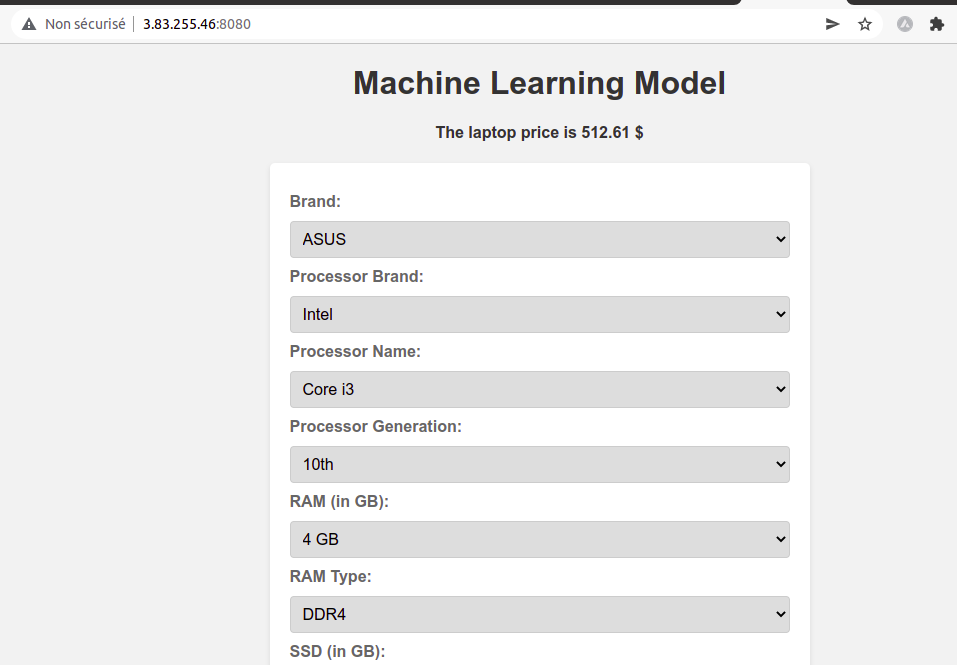 Non sécurisé 3.83.255.46:8080
Machine Learning Model
The laptop price is 512.61 $
Brand:
ASUS
Processor Brand:
Intel
Processor Name:
Core i3
Processor Generation:
10th
RAM (in GB):
4 GB
RAM Type:
DDR4
SSD (in GB):